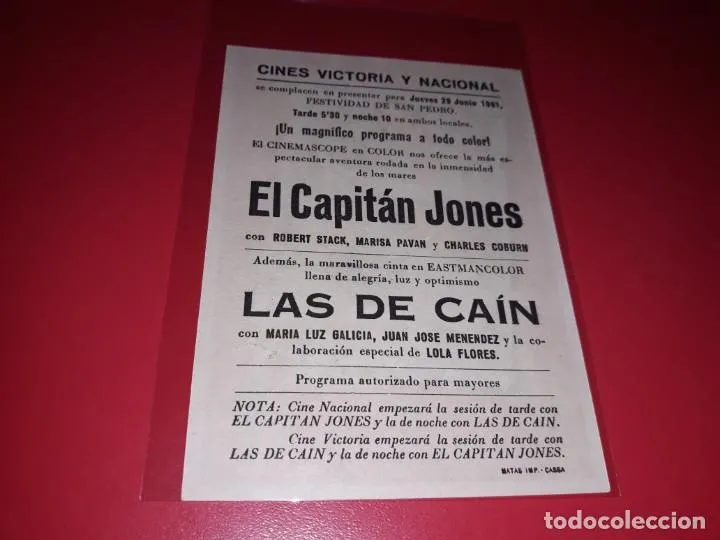 CINES VICTORIA Y NACIONAL
se complacen en presentar para Jueves 29 Junio 1961,
FESTIVIDAD DE SAN PEDRO.
Tarde 5'30 y noche 10 en ambos locales.
¡Un magnífico programa a todo color!
El CINEMASCOPE en COLOR nos ofrece la más es-
pectacular aventura rodada en la inmensidad
de los mares
El Capitán Jones
con ROBERT STACK, MARISA PAVAN y CHARLES COBURN
Además, la maravillosa cinta en EASTMANCOLOR
llena de alegría, luz y optimismo
LAS DE CAÍN
con MARIA LUZ GALICIA, JUAN JOSE MENENDEZ y la co-
laboración especial de LOLA FLORES.
Programa autorizado para mayores
NOTA: Cine Nacional empezará la sesión de tarde con
EL CAPITAN JONES y la de noche con LAS DE CAIN.
Cine Victoria empezará la sesión de tarde con
LAS DE CAIN y la de noche con EL CAPITAN JONES.
MATAS IMP. - CASSA
todocoleccion